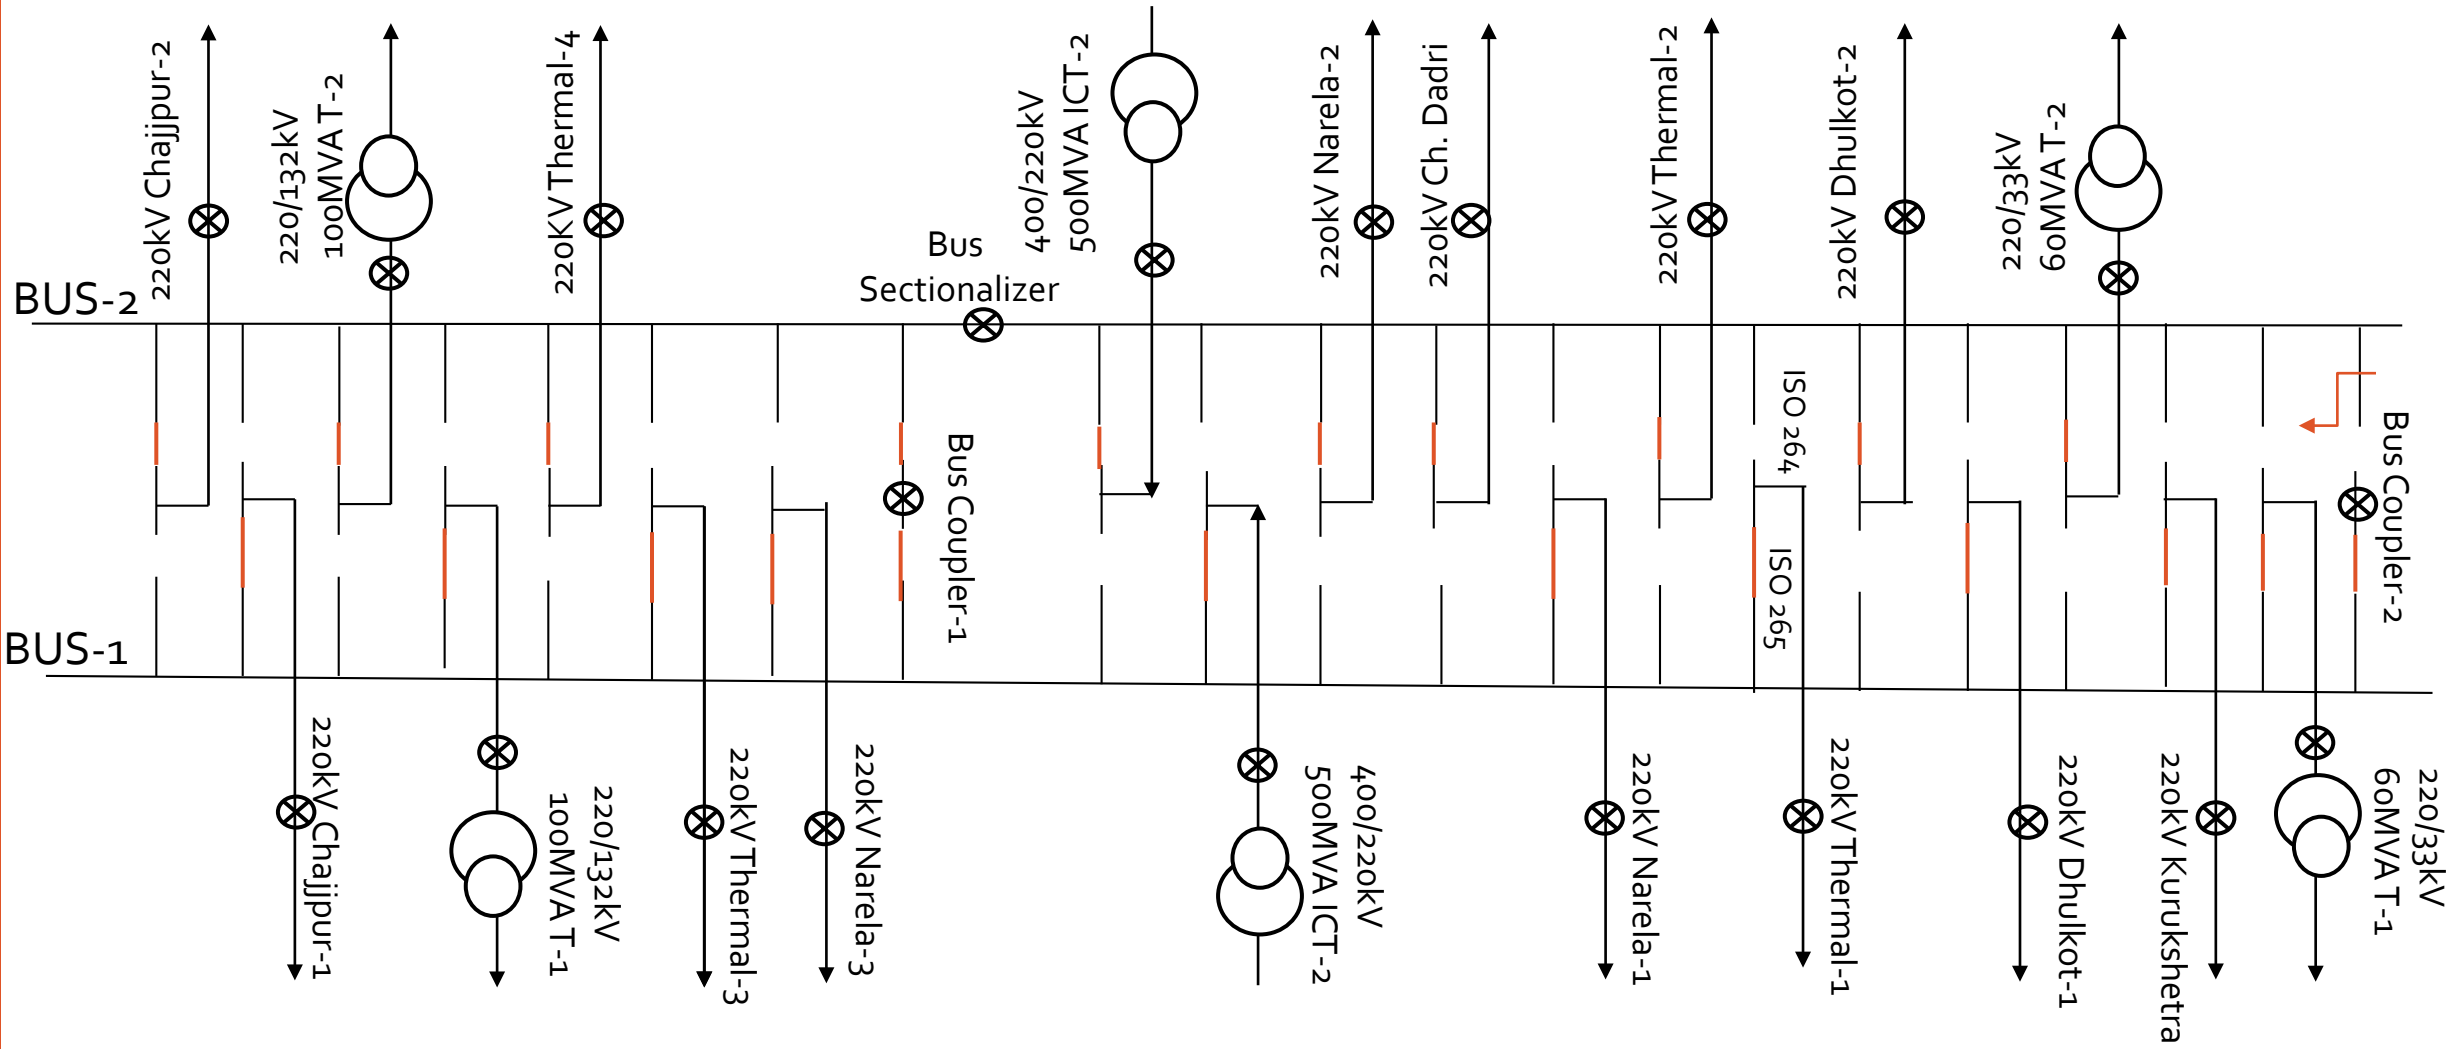 220kV Chajjpur-2
220/132kV
100MVA T-2
220KV Thermal-4
Bus
Sectionalizer
400/220kV
500MVA ICT-2
220kV Narela-2
220kV Ch. Dadri
220kV Thermal-2
220kV Dhulkot-2
220/33kV
60MVA T-2
BUS-2
ISO 264
ISO 265
Bus Coupler-1
Bus Coupler-2
BUS-1
220kV Chajjpur-1
220/132kV
100MVA T-1
220kV Thermal-3
220kV Narela-3
400/220kV
500MVA ICT-2
220kV Narela-1
220kV Thermal-1
220kV Dhulkot-1
220kV Kurukshetra
220/33kV
60MVA T-1